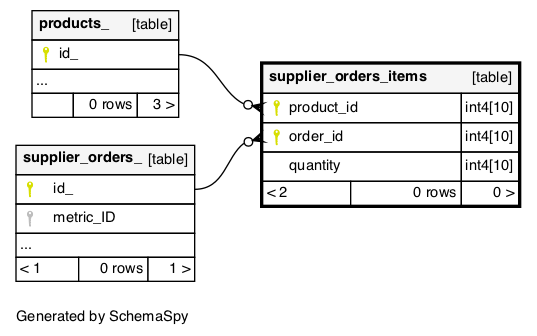 products_ [table]
id_
...
0 rows 3 >
supplier_orders_items [table]
product_id int4[10]
order_id int4[10]
quantity int4[10]
< 2 0 rows 0 >
supplier_orders_ [table]
id_
metric_ID
...
< 1 0 rows 1 >
Generated by SchemaSpy